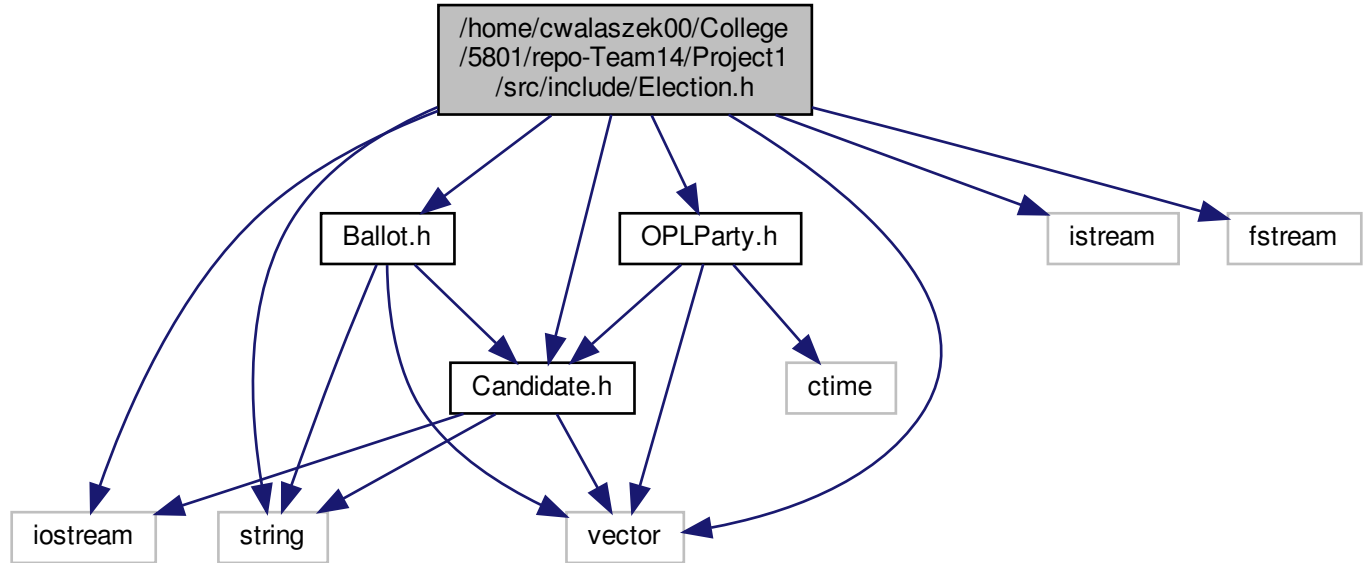 /home/cwalaszek00/College
/5801/repo-Team14/Project1
/src/include/Election.h
Ballot.h
OPLParty.h
istream
fstream
Candidate.h
ctime
iostream
string
vector